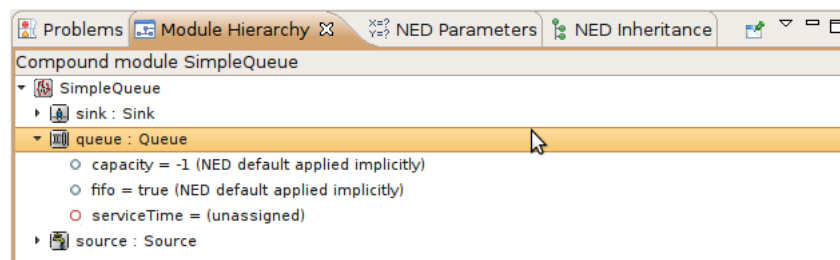 Problems Module Hierarchy X=? Y=? NED Parameters NED Inheritance
Compound module SimpleQueue
SimpleQueue
sink : Sink
queue : Queue
capacity = -1 (NED default applied implicitly)
fifo = true (NED default applied implicitly)
serviceTime = (unassigned)
source : Source